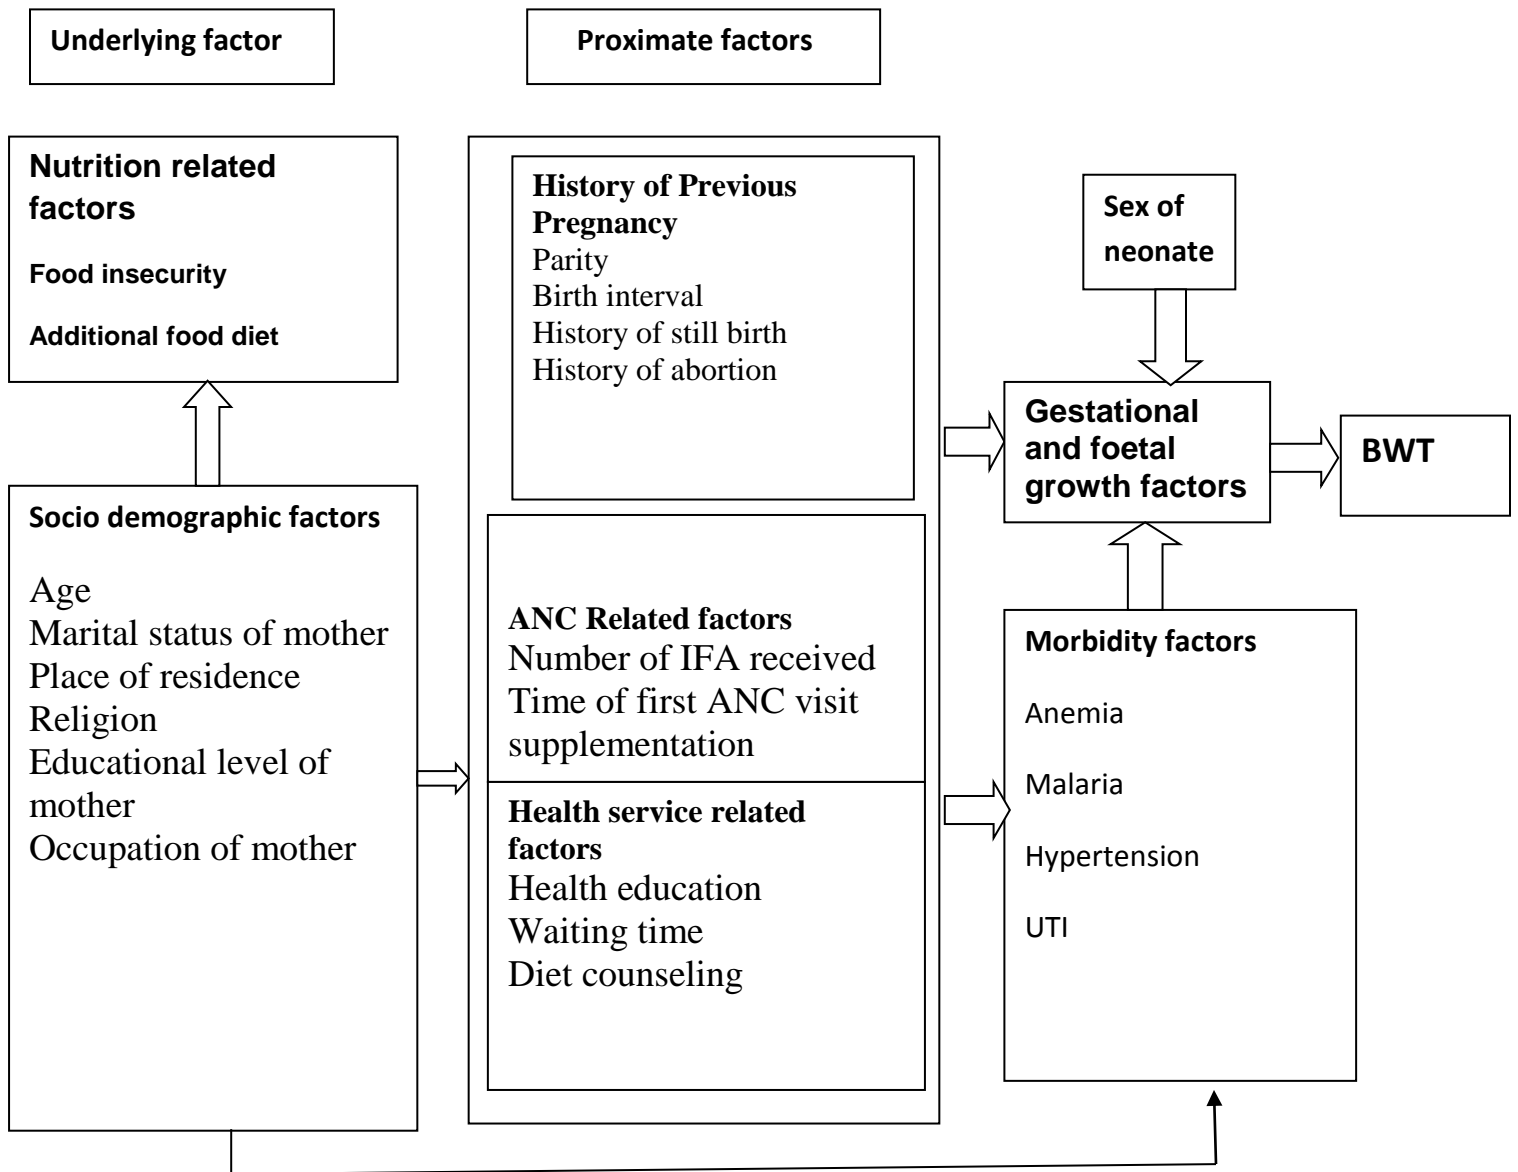 Underlying factor
Proximate factors
Nutrition related
factors
Food insecurity
Additional food diet
Socio demographic factors
Age
Marital status of mother
Place of residence
Religion
Educational level of
mother
Occupation of mother
History of Previous
Pregnancy
Parity
Birth interval
History of still birth
History of abortion
ANC Related factors
Number of IFA received
Time of first ANC visit
supplementation
Health service related
factors
Health education
Waiting time
Diet counseling
Sex of
neonate
Gestational
and foetal
growth factors
BWT
Morbidity factors
Anemia
Malaria
Hypertension
UTI